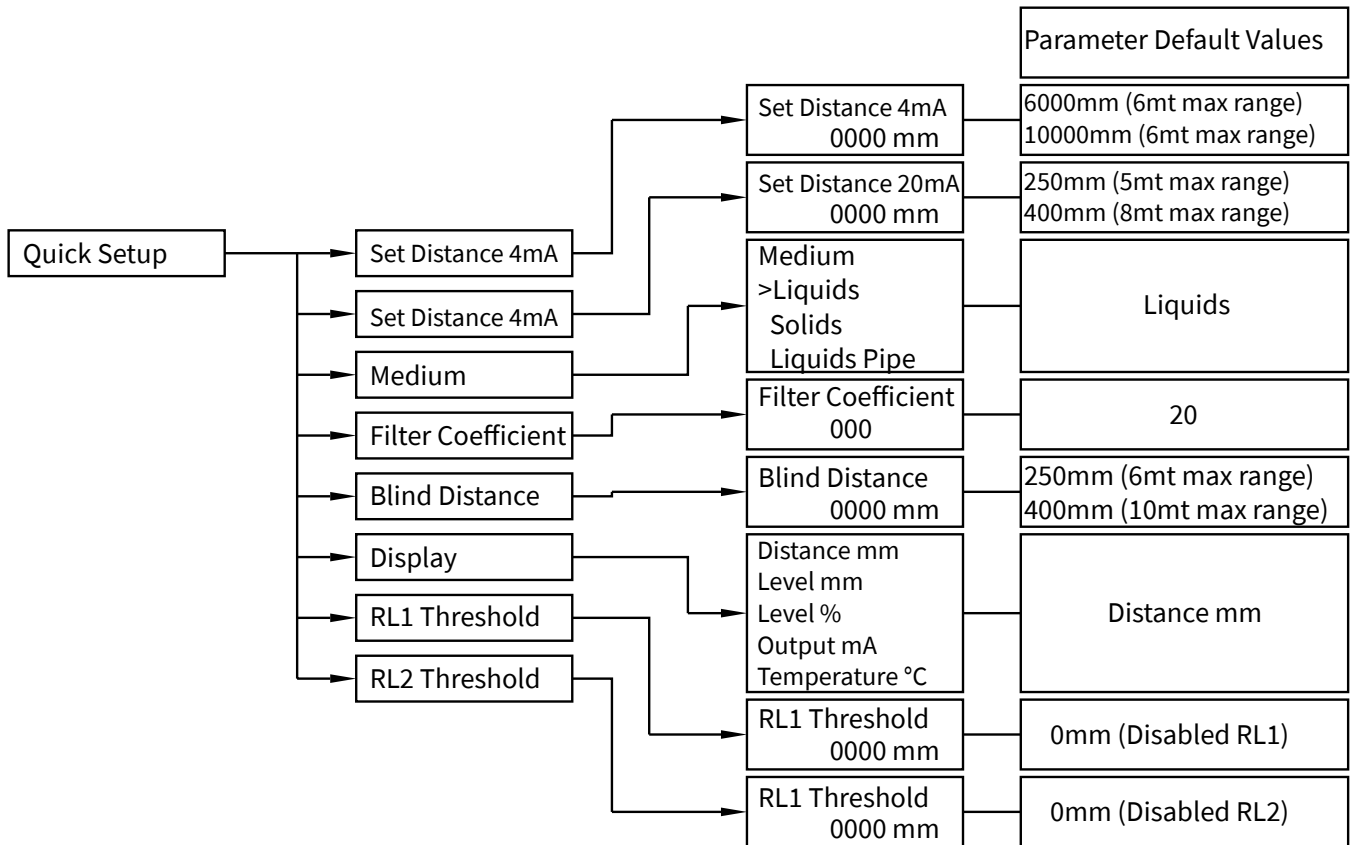 Parameter Default Values
Quick Setup
Set Distance 4mA
Set Distance 4mA
Medium
Filter Coefficient
Blind Distance
Display
RL1 Threshold
RL2 Threshold
Set Distance 4mA
0000 mm
6000mm (6mt max range)
10000mm (6mt max range)
Set Distance 20mA
0000 mm
250mm (5mt max range)
400mm (8mt max range)
Medium
>Liquids
Solids
Liquids Pipe
Liquids
Filter Coefficient
000
20
Blind Distance
0000 mm
250mm (6mt max range)
400mm (10mt max range)
Distance mm
Level mm
Level %
Output mA
Temperature °C
Distance mm
RL1 Threshold
0000 mm
0mm (Disabled RL1)
RL1 Threshold
0000 mm
0mm (Disabled RL2)